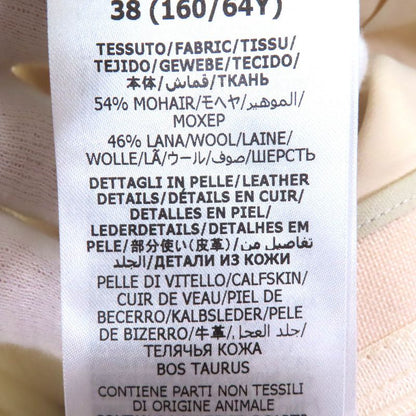 38 (160/64Y)
TESSUTO/FABRIC/TISSU/
TEJIDO/GEWEBE/TECIDO/
本体/قماش/ТКАНЬ
54% MOHAIR/モヘヤ/الموهير/
МОХЕР
46% LANA/WOOL/LAINE/
WOLLE/LÃ/ウール/صوف/ШЕРСТЬ
DETTAGLI IN PELLE/LEATHER
DETAILS/DÉTAILS EN CUIR/
DETALLES EN PIEL/
LEDERDETAILS/DETALHES EM
PELE/部分使い(皮革)/تفاصيل من
الجلد/ДЕТАЛИ ИЗ КОЖИ
PELLE DI VITELLO/CALFSKIN/
CUIR DE VEAU/PIEL DE
BECERRO/KALBSLEDER/PELE
DE BIZERRO/牛革/جلد العجل/
ТЕЛЯЧЬЯ КОЖА
BOS TAURUS
CONTIENE PARTI NON TESSILI
DI ORIGINE ANIMALE